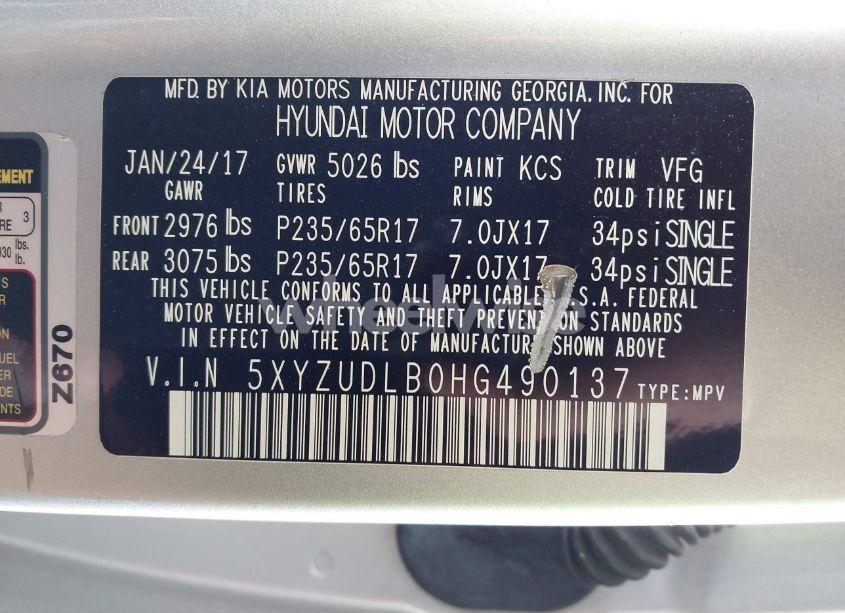 MFD. BY KIA MOTORS MANUFACTURING GEORGIA. INC. FOR
HYUNDAI MOTOR COMPANY
JAN/24/17 GVWR 5026 lbs PAINT KCS TRIM VFG
GAWR TIRES RIMS COLD TIRE INFL
FRONT 2976 lbs P235/65R17 7.0JX17 34psi SINGLE
REAR 3075 lbs P235/65R17 7.0JX17 34psi SINGLE
THIS VEHICLE CONFORMS TO ALL APPLICABLE U.S.A. FEDERAL
MOTOR VEHICLE SAFETY AND THEFT PREVENTION STANDARDS
IN EFFECT ON THE DATE OF MANUFACTURE SHOWN ABOVE
V.I.N 5XYZUDLB0HG490137 TYPE:MPV
Z670
3
lbs.